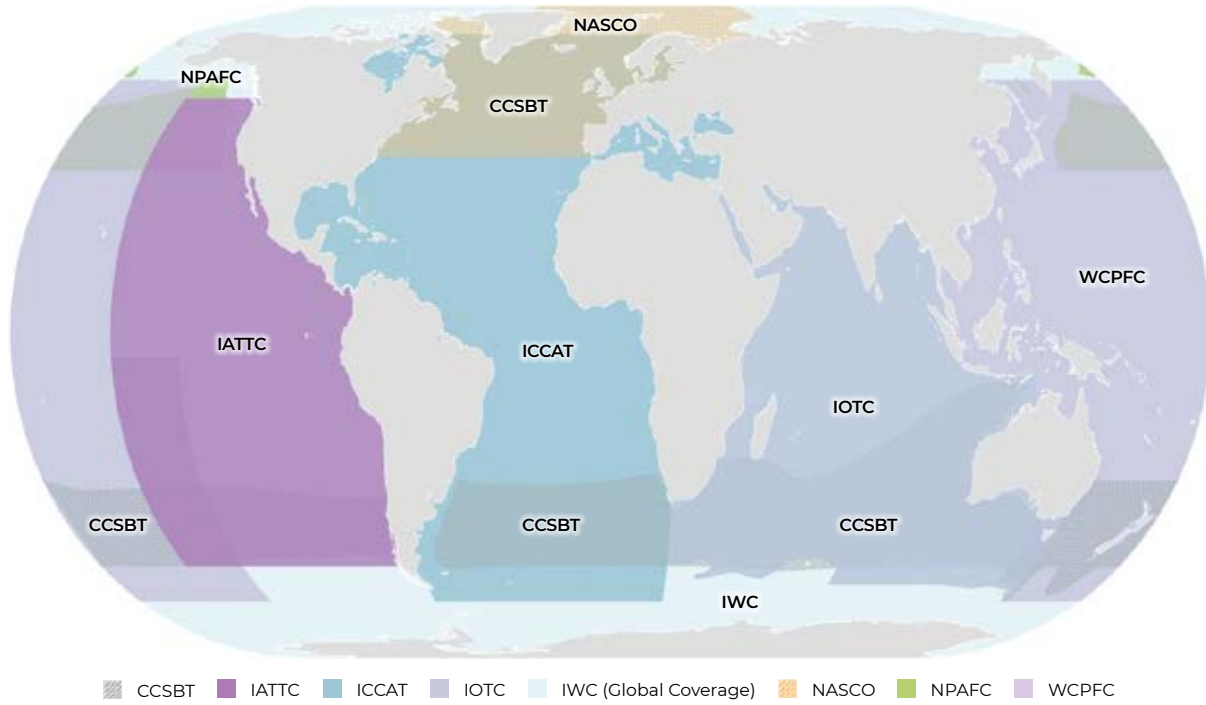 NASCO
NPAFC
CCSBT
WCPFC
IATTC
ICCAT
IOTC
CCSBT
CCSBT
CCSBT
IWC
CCSBT IATTC ICCAT IOTC IWC (Global Coverage) NASCO NPAFC WCPFC